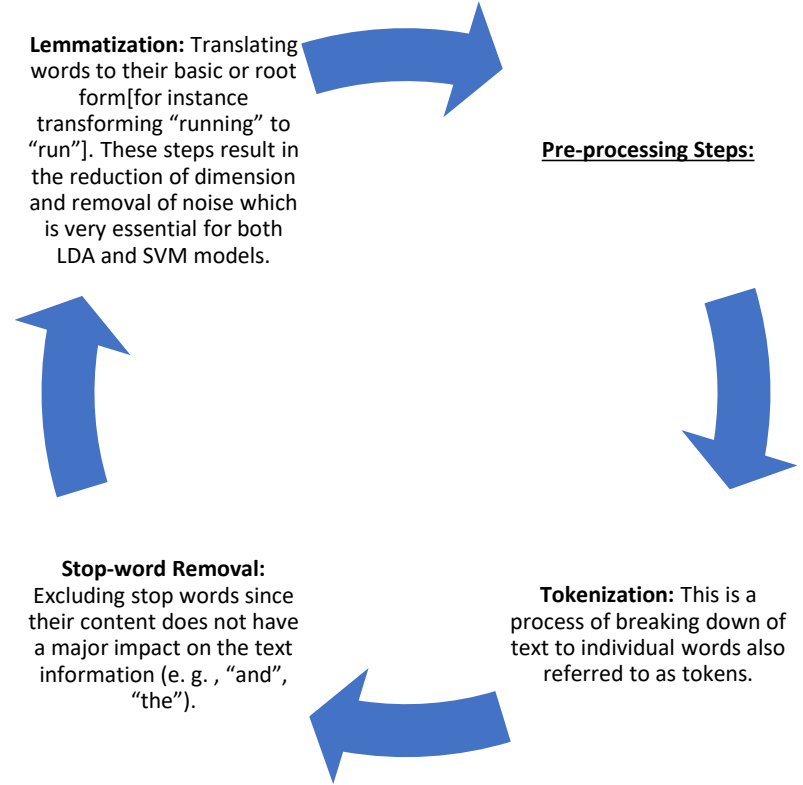 Lemmatization: Translating
words to their basic or root
form[for instance
transforming “running” to
“run”]. These steps result in
the reduction of dimension
and removal of noise which
is very essential for both
LDA and SVM models.
Pre-processing Steps:
Tokenization: This is a
process of breaking down of
text to individual words also
referred to as tokens.
Stop-word Removal:
Excluding stop words since
their content does not have
a major impact on the text
information (e. g. , “and”,
“the”).